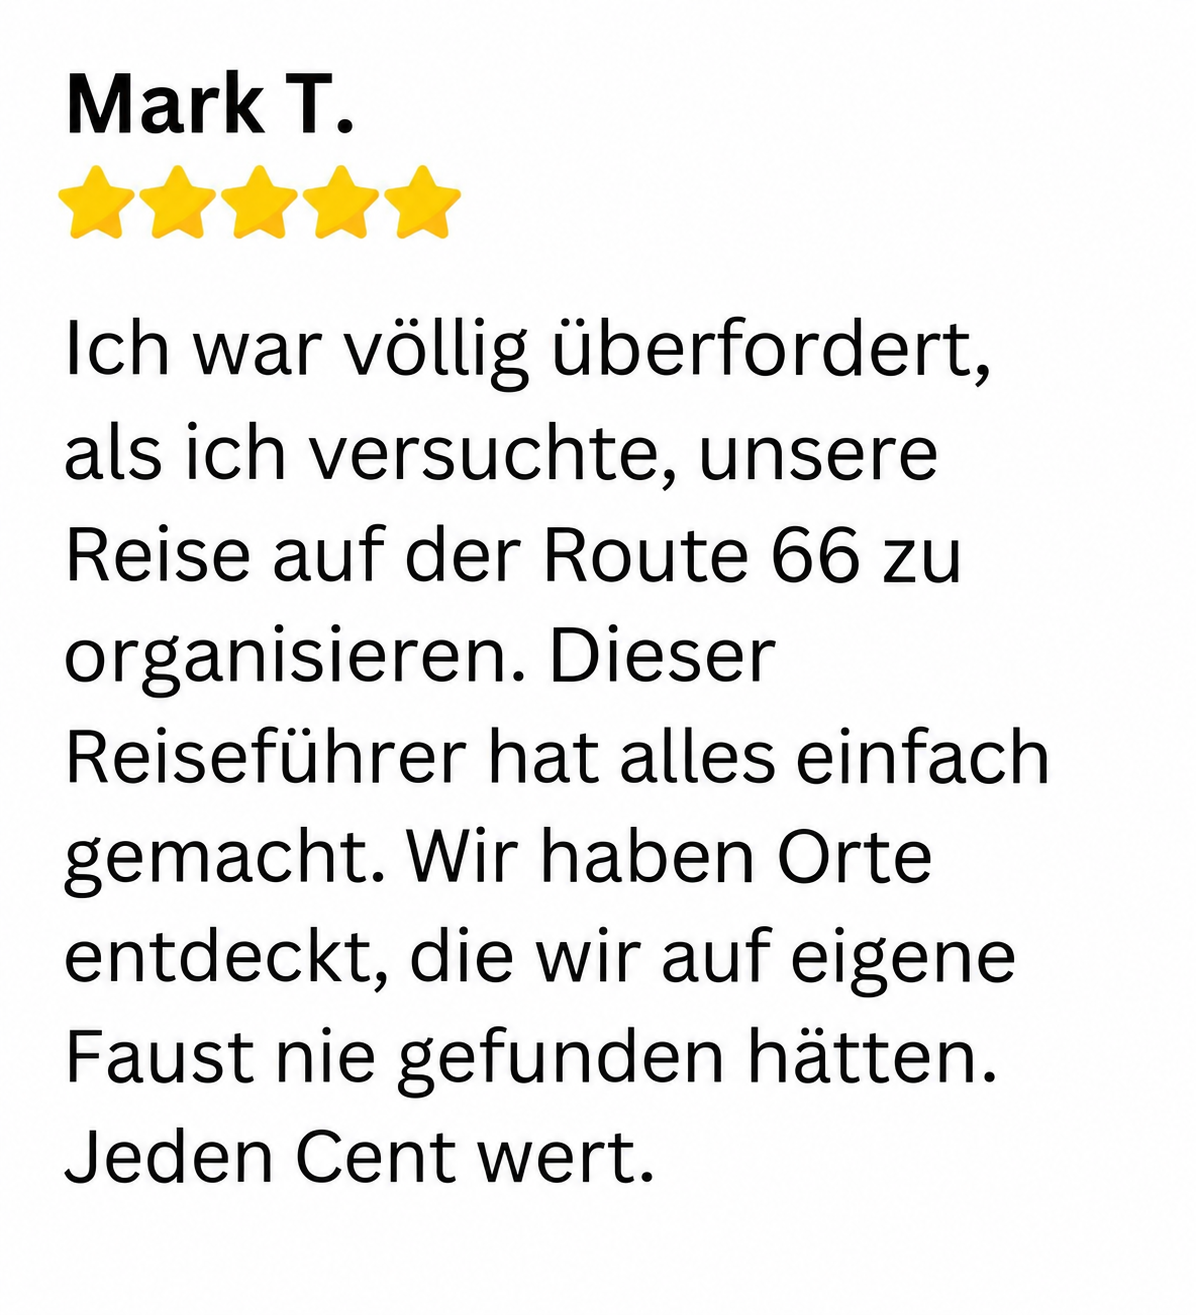 Mark T.
⭐⭐⭐⭐⭐
Ich war völlig überfordert,
als ich versuchte, unsere
Reise auf der Route 66 zu
organisieren. Dieser
Reiseführer hat alles einfach
gemacht. Wir haben Orte
entdeckt, die wir auf eigene
Faust nie gefunden hätten.
Jeden Cent wert.